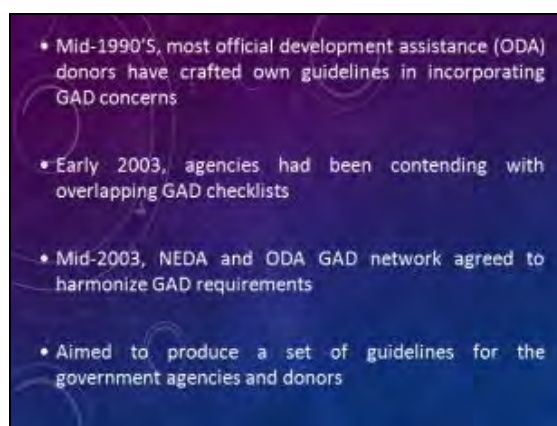 • Mid-1990'S, most official development assistance (ODA)
donors have crafted own guidelines in incorporating
GAD concerns
• Early 2003, agencies had been contending with
overlapping GAD checklists
• Mid-2003, NEDA and ODA GAD network agreed to
harmonize GAD requirements
• Aimed to produce a set of guidelines for the
government agencies and donors